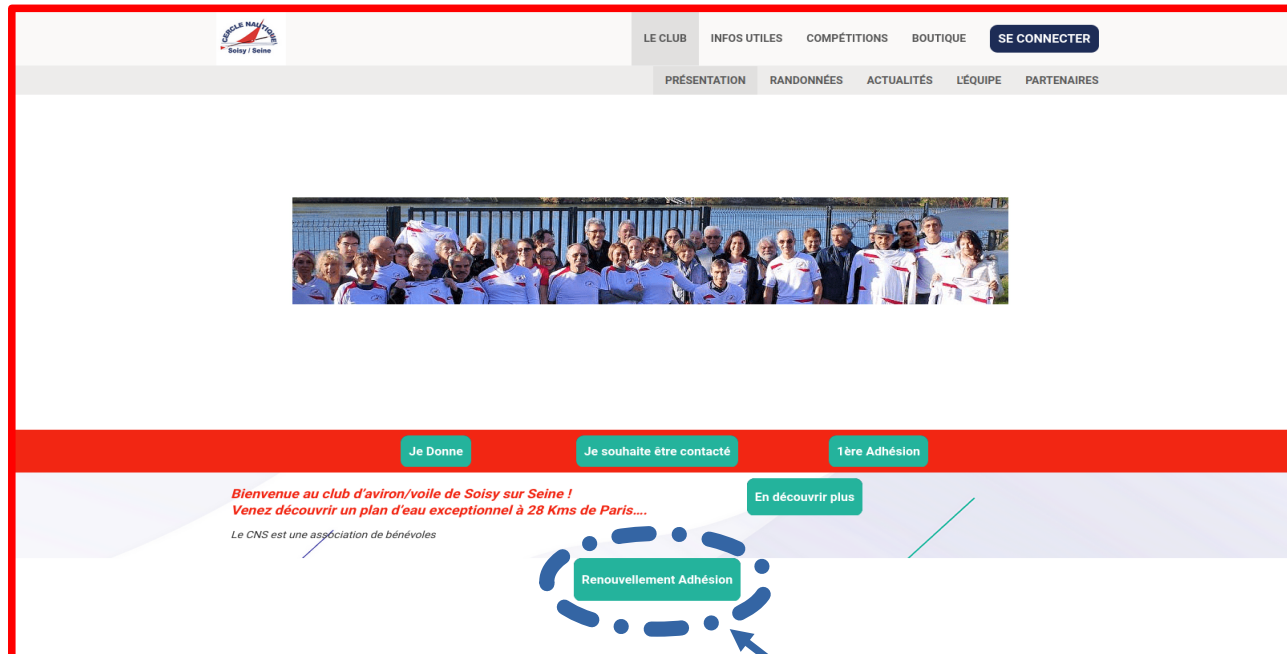 CERCLE NAUTIQUE
Soisy / Seine
LE CLUB INFOS UTILES COMPÉTITIONS BOUTIQUE SE CONNECTER
PRÉSENTATION RANDONNÉES ACTUALITÉS L'ÉQUIPE PARTENAIRES
Je Donne Je souhaite être contacté 1ère Adhésion
En découvrir plus
Bienvenue au club d'aviron/voile de Soisy sur Seine !
Venez découvrir un plan d'eau exceptionnel à 28 Kms de Paris....
Le CNS est une association de bénévoles
Renouvellement Adhésion